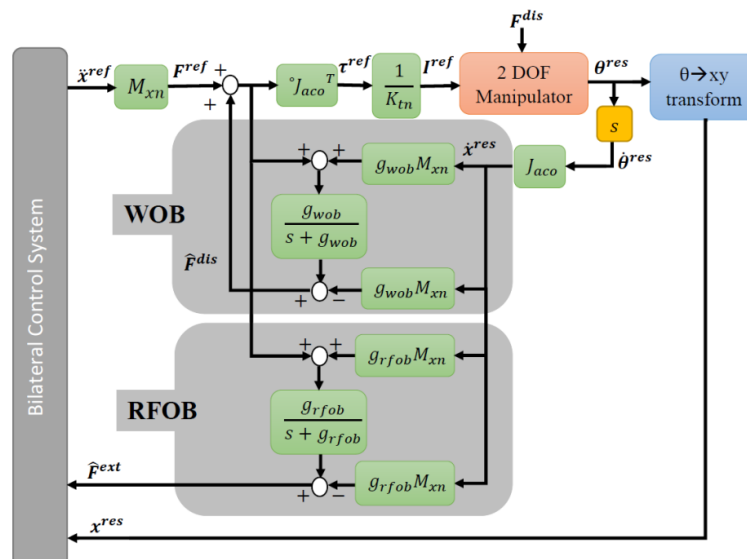 F^dis
ẍ^ref
M_xn
F^ref
+
+
°J_aco^T
τ^ref
1
K_tn
I^ref
2 DOF
Manipulator
θ^res
θ→xy
transform
s
θ̇^res
J_aco
ẋ^res
+ +
g_wob M_xn
WOB
g_wob
s + g_wob
F̂^dis
+ −
g_wob M_xn
Bilateral Control System
+ +
g_rfob M_xn
RFOB
g_rfob
s + g_rfob
F̂^ext
+ −
g_rfob M_xn
x^res